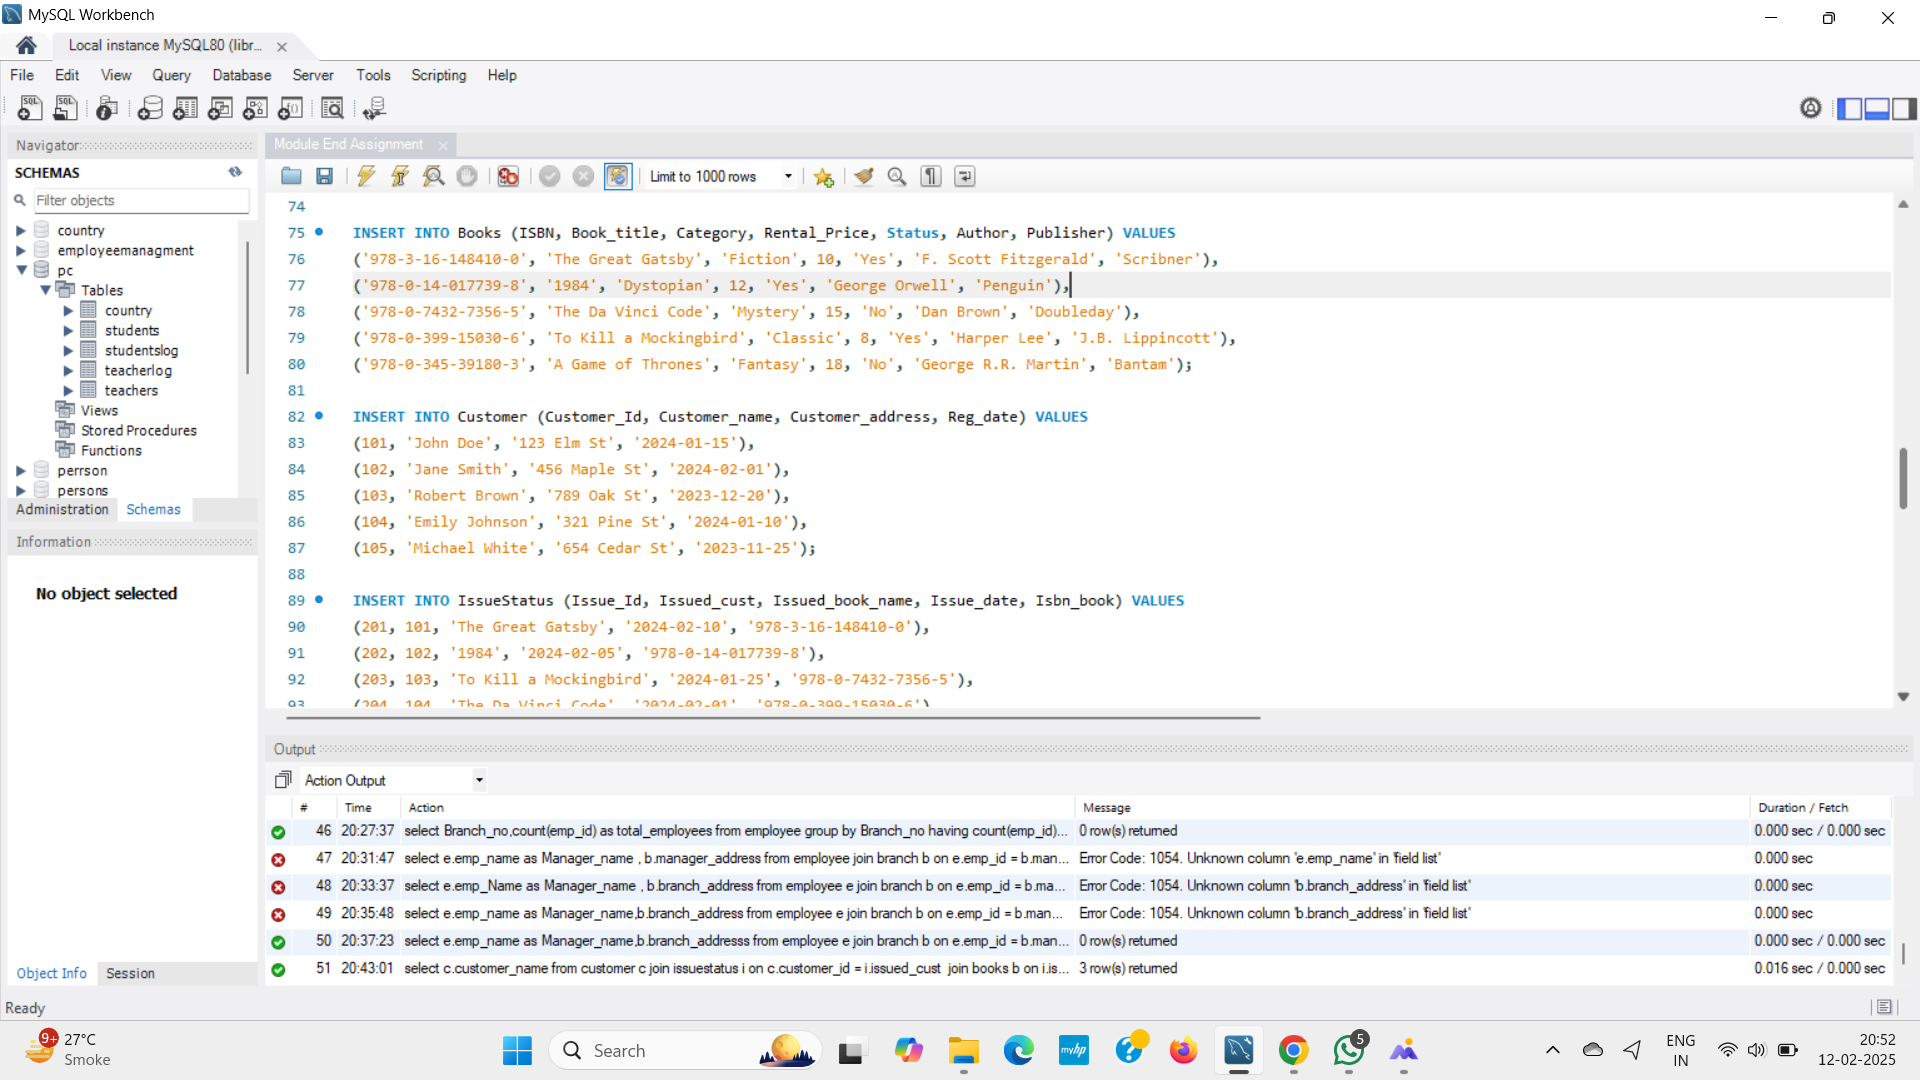 MySQL Workbench
Local instance MySQL80 (libr...
File Edit View Query Database Server Tools Scripting Help
Navigator
SCHEMAS
Filter objects
country
employeemanagment
pc
Tables
country
students
studentslog
teacherlog
teachers
Views
Stored Procedures
Functions
perrson
persons
Administration Schemas
Information
No object selected
Object Info Session
Module End Assignment
Limit to 1000 rows
74
75 INSERT INTO Books (ISBN, Book_title, Category, Rental_Price, Status, Author, Publisher) VALUES
76 ('978-3-16-148410-0', 'The Great Gatsby', 'Fiction', 10, 'Yes', 'F. Scott Fitzgerald', 'Scribner'),
77 ('978-0-14-017739-8', '1984', 'Dystopian', 12, 'Yes', 'George Orwell', 'Penguin'),
78 ('978-0-7432-7356-5', 'The Da Vinci Code', 'Mystery', 15, 'No', 'Dan Brown', 'Doubleday'),
79 ('978-0-399-15030-6', 'To Kill a Mockingbird', 'Classic', 8, 'Yes', 'Harper Lee', 'J.B. Lippincott'),
80 ('978-0-345-39180-3', 'A Game of Thrones', 'Fantasy', 18, 'No', 'George R.R. Martin', 'Bantam');
81
82 INSERT INTO Customer (Customer_Id, Customer_name, Customer_address, Reg_date) VALUES
83 (101, 'John Doe', '123 Elm St', '2024-01-15'),
84 (102, 'Jane Smith', '456 Maple St', '2024-02-01'),
85 (103, 'Robert Brown', '789 Oak St', '2023-12-20'),
86 (104, 'Emily Johnson', '321 Pine St', '2024-01-10'),
87 (105, 'Michael White', '654 Cedar St', '2023-11-25');
88
89 INSERT INTO IssueStatus (Issue_Id, Issued_cust, Issued_book_name, Issue_date, Isbn_book) VALUES
90 (201, 101, 'The Great Gatsby', '2024-02-10', '978-3-16-148410-0'),
91 (202, 102, '1984', '2024-02-05', '978-0-14-017739-8'),
92 (203, 103, 'To Kill a Mockingbird', '2024-01-25', '978-0-7432-7356-5'),
93 (204, 104, 'The Da Vinci Code', '2024-02-01', '978-0-399-15030-6')
Output
Action Output
# Time Action Message Duration / Fetch
46 20:27:37 select Branch_no,count(emp_id) as total_employees from employee group by Branch_no having count(emp_id)... 0 row(s) returned 0.000 sec / 0.000 sec
47 20:31:47 select e.emp_name as Manager_name , b.manager_address from employee join branch b on e.emp_id = b.man... Error Code: 1054. Unknown column 'e.emp_name' in 'field list' 0.000 sec
48 20:33:37 select e.emp_Name as Manager_name , b.branch_address from employee e join branch b on e.emp_id = b.ma... Error Code: 1054. Unknown column 'b.branch_address' in 'field list' 0.000 sec
49 20:35:48 select e.emp_name as Manager_name,b.branch_address from employee e join branch b on e.emp_id = b.man... Error Code: 1054. Unknown column 'b.branch_address' in 'field list' 0.000 sec
50 20:37:23 select e.emp_name as Manager_name,b.branch_addresss from employee e join branch b on e.emp_id = b.man... 0 row(s) returned 0.000 sec / 0.000 sec
51 20:43:01 select c.customer_name from customer c join issuestatus i on c.customer_id = i.issued_cust join books b on i.is... 3 row(s) returned 0.016 sec / 0.000 sec
Ready
9+ 27°C
Smoke
Search
myhp
5
ENG
IN
20:52
12-02-2025